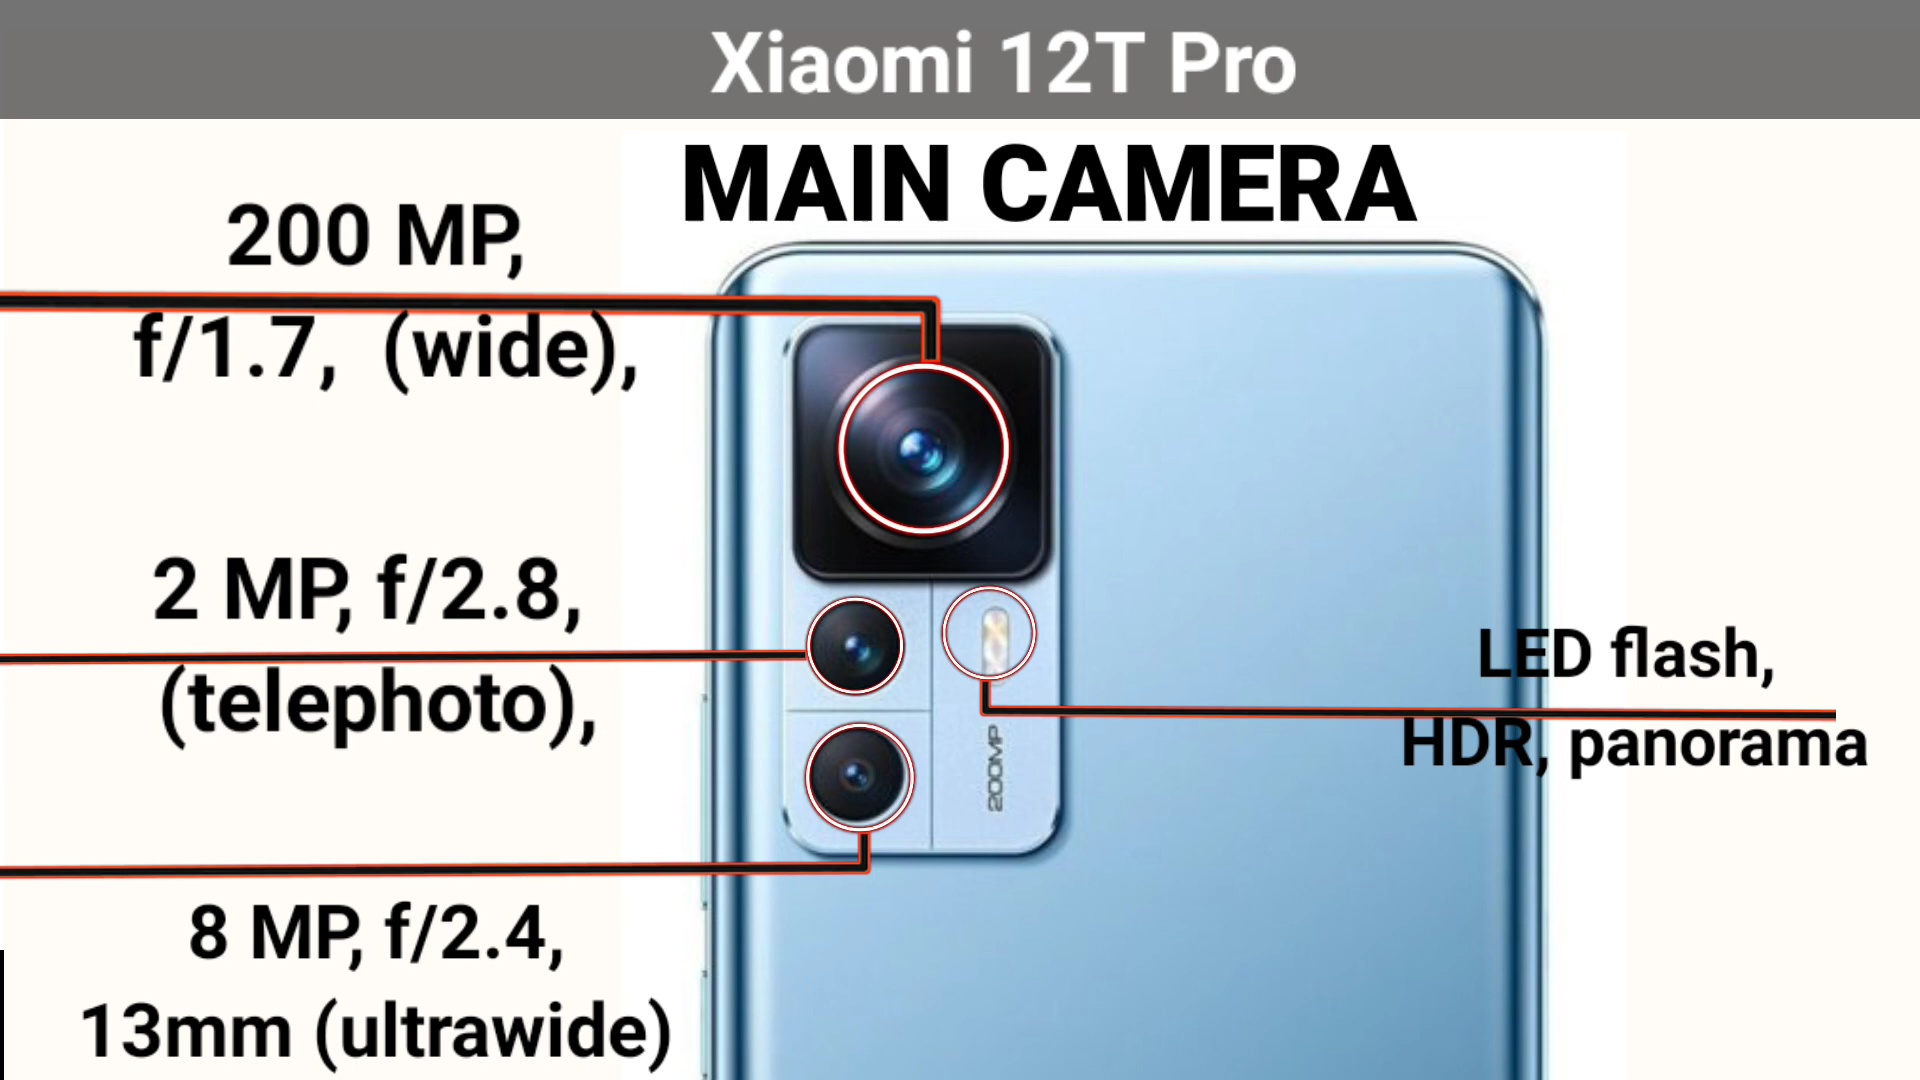 Xiaomi 12T Pro
MAIN CAMERA
200 MP,
f/1.7, (wide),
2 MP, f/2.8,
(telephoto),
8 MP, f/2.4,
13mm (ultrawide)
LED flash,
HDR, panorama
200MP